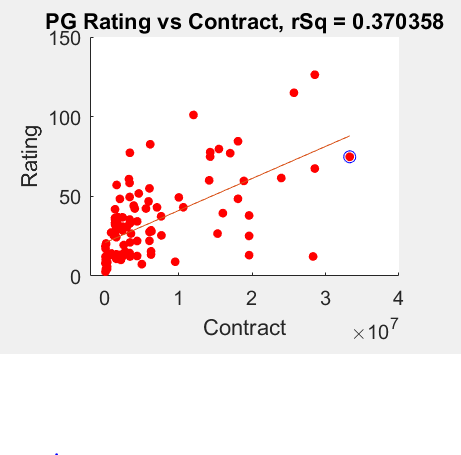 PG Rating vs Contract, rSq = 0.370358
150
100
50
0
Rating
0 1 2 3 4
Contract
×10^7